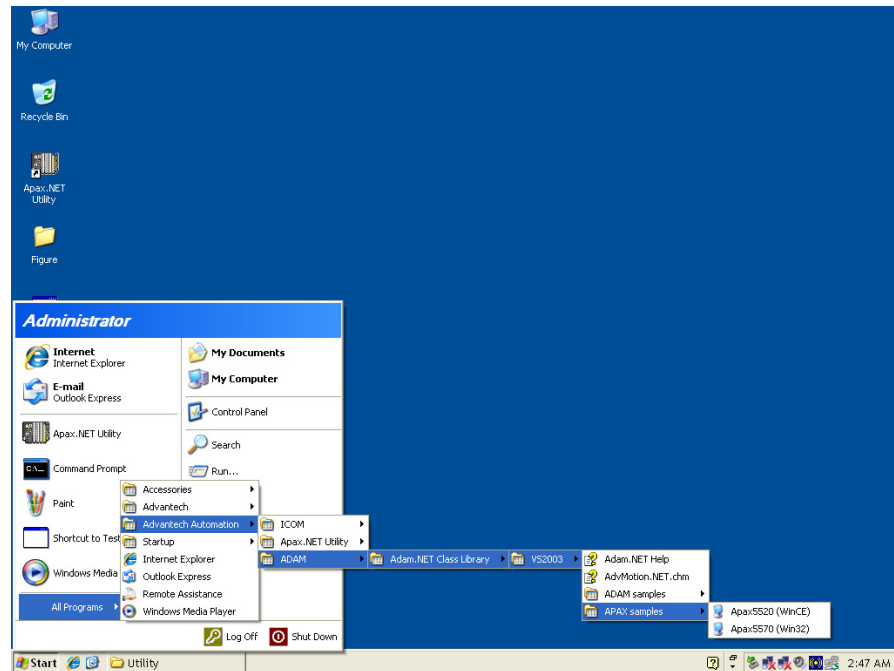 My Computer
Recycle Bin
Apax.NET
Utility
Figure
Administrator
Internet
Internet Explorer
E-mail
Outlook Express
Apax.NET Utility
C:\
Command Prompt
Paint
Shortcut to Test
Windows Media
All Programs
My Documents
My Computer
Control Panel
Search
Run...
Log Off
Shut Down
Accessories
Advantech
Advantech Automation
Startup
Internet Explorer
Outlook Express
Remote Assistance
Windows Media Player
ICOM
Apax.NET Utility
ADAM
Adam.NET Class Library
VS2003
Adam.NET Help
AdvMotion.NET.chm
ADAM samples
APAX samples
Apax5520 (WinCE)
Apax5570 (Win32)
Start
Utility
2:47 AM